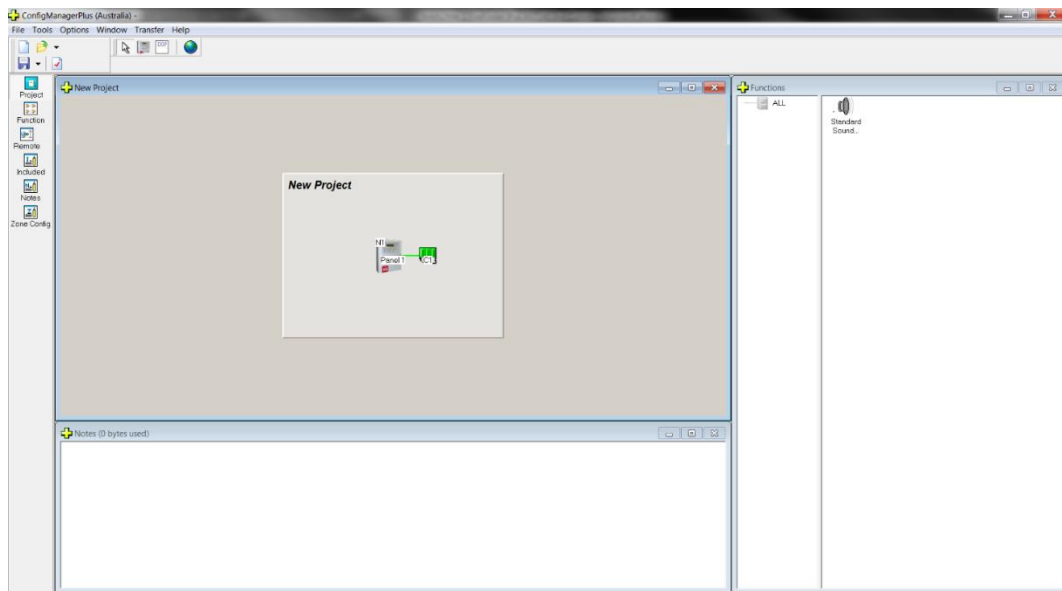 ConfigManagerPlus (Australia) -
File Tools Options Window Transfer Help
Project
Function
Remote
Included
Notes
Zone Config
New Project
New Project
N1
Panel 1
C1
Notes (0 bytes used)
Functions
ALL
Standard
Sound..